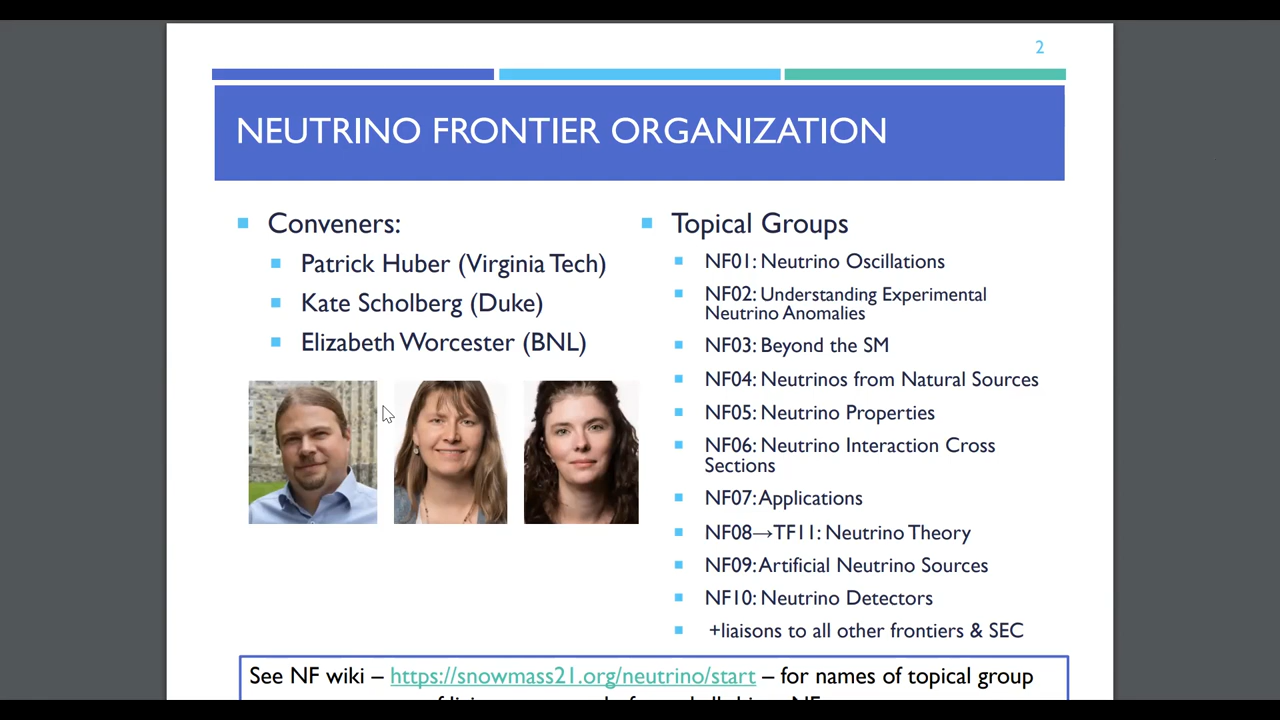 2
NEUTRINO FRONTIER ORGANIZATION
Conveners:
Patrick Huber (Virginia Tech)
Kate Scholberg (Duke)
Elizabeth Worcester (BNL)
Topical Groups
NF01: Neutrino Oscillations
NF02: Understanding Experimental
Neutrino Anomalies
NF03: Beyond the SM
NF04: Neutrinos from Natural Sources
NF05: Neutrino Properties
NF06: Neutrino Interaction Cross
Sections
NF07: Applications
NF08→TF11: Neutrino Theory
NF09: Artificial Neutrino Sources
NF10: Neutrino Detectors
+liaisons to all other frontiers & SEC
See NF wiki – https://snowmass21.org/neutrino/start – for names of topical group